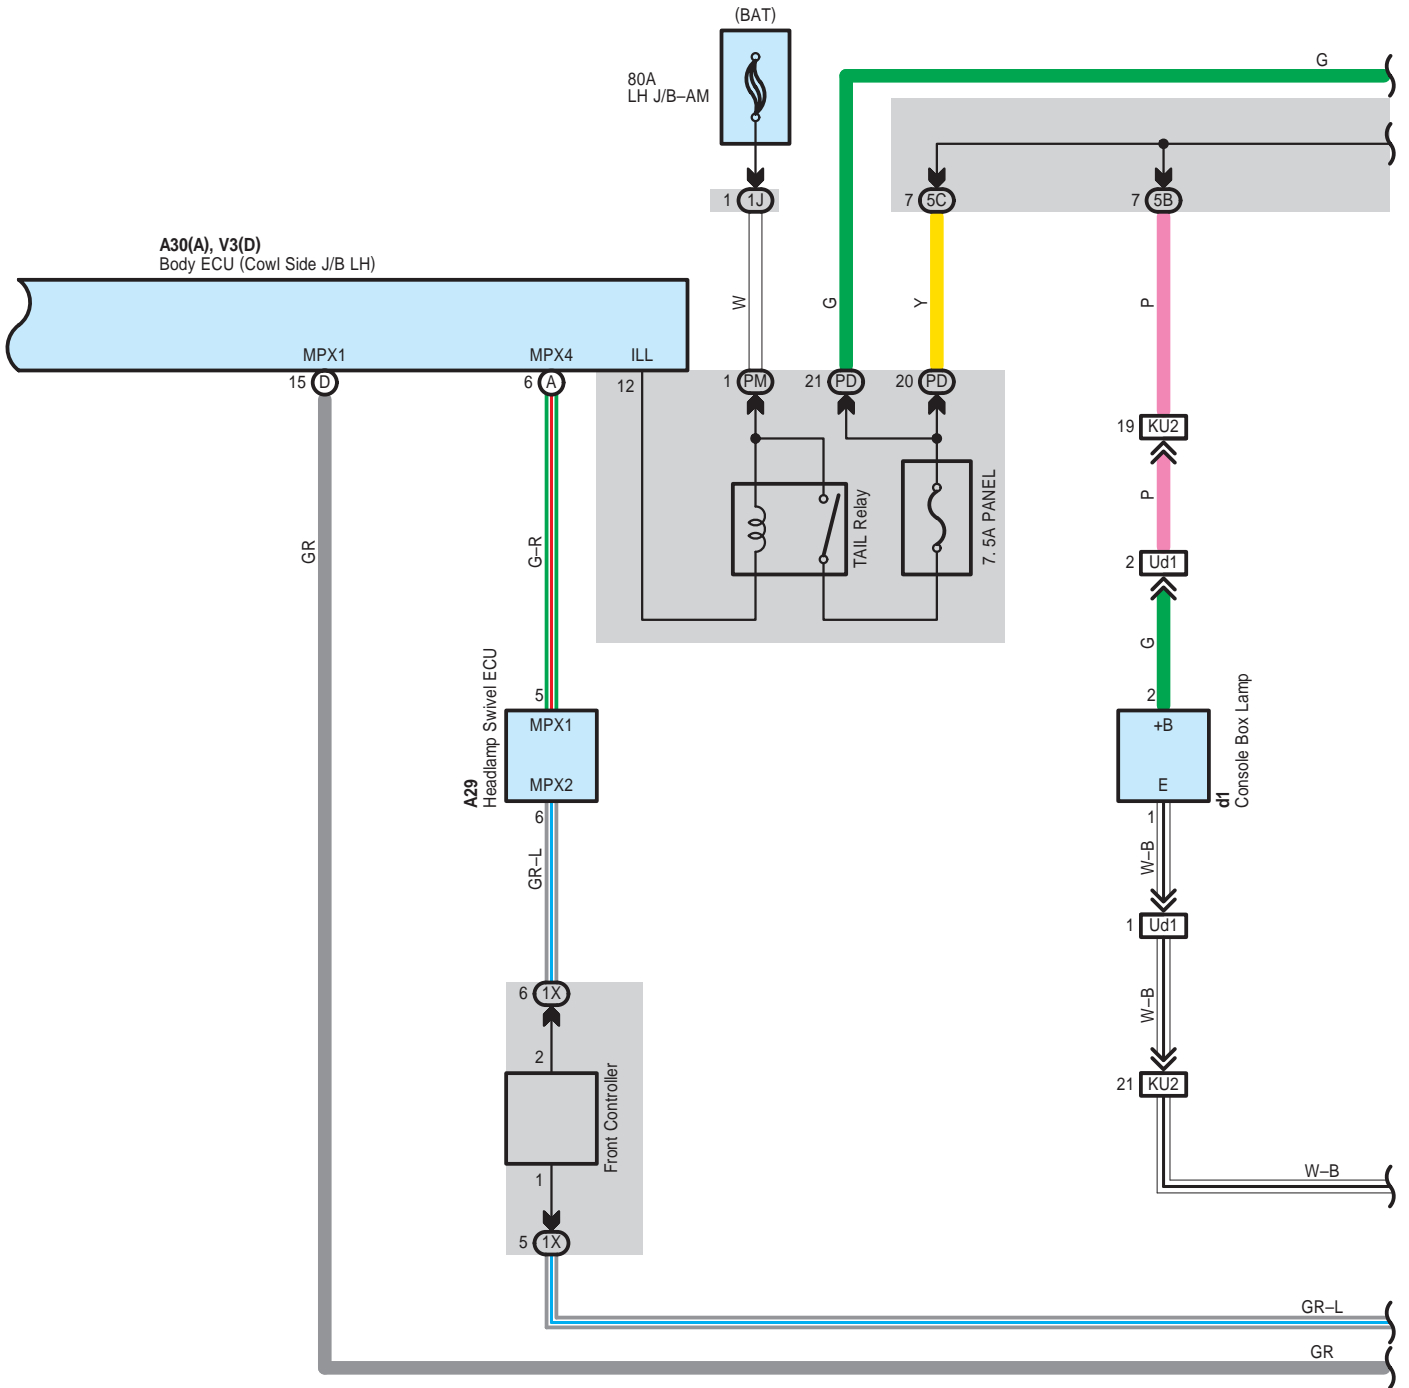 (BAT)
80A
LH J/B–AM
G
1 1J
7 5C
7 5B
A30(A), V3(D)
Body ECU (Cowl Side J/B LH)
W
G
Y
P
MPX1
MPX4
ILL
15 D
6 A
12
1 PM
21 PD
20 PD
19 KU2
TAIL Relay
7. 5A PANEL
P
GR
G–R
2 Ud1
G
5
2
A29
Headlamp Swivel ECU
MPX1
MPX2
+B
E
d1
Console Box Lamp
6
1
GR–L
W–B
1 Ud1
6 1X
W–B
2
21 KU2
Front Controller
1
W–B
5 1X
GR–L
GR